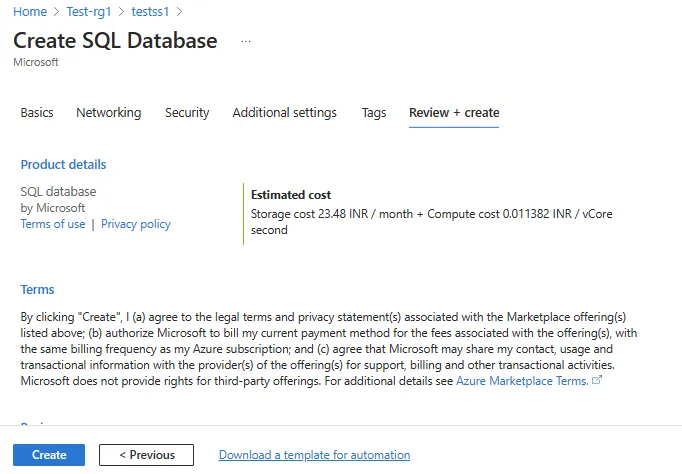 Home > Test-rg1 > testss1 >
Create SQL Database ...
Microsoft
Basics Networking Security Additional settings Tags Review + create
Product details
SQL database
by Microsoft
Terms of use | Privacy policy
Estimated cost
Storage cost 23.48 INR / month + Compute cost 0.011382 INR / vCore
second
Terms
By clicking "Create", I (a) agree to the legal terms and privacy statement(s) associated with the Marketplace offering(s)
listed above; (b) authorize Microsoft to bill my current payment method for the fees associated with the offering(s), with
the same billing frequency as my Azure subscription; and (c) agree that Microsoft may share my contact, usage and
transactional information with the provider(s) of the offering(s) for support, billing and other transactional activities.
Microsoft does not provide rights for third-party offerings. For additional details see Azure Marketplace Terms.
Create < Previous Download a template for automation